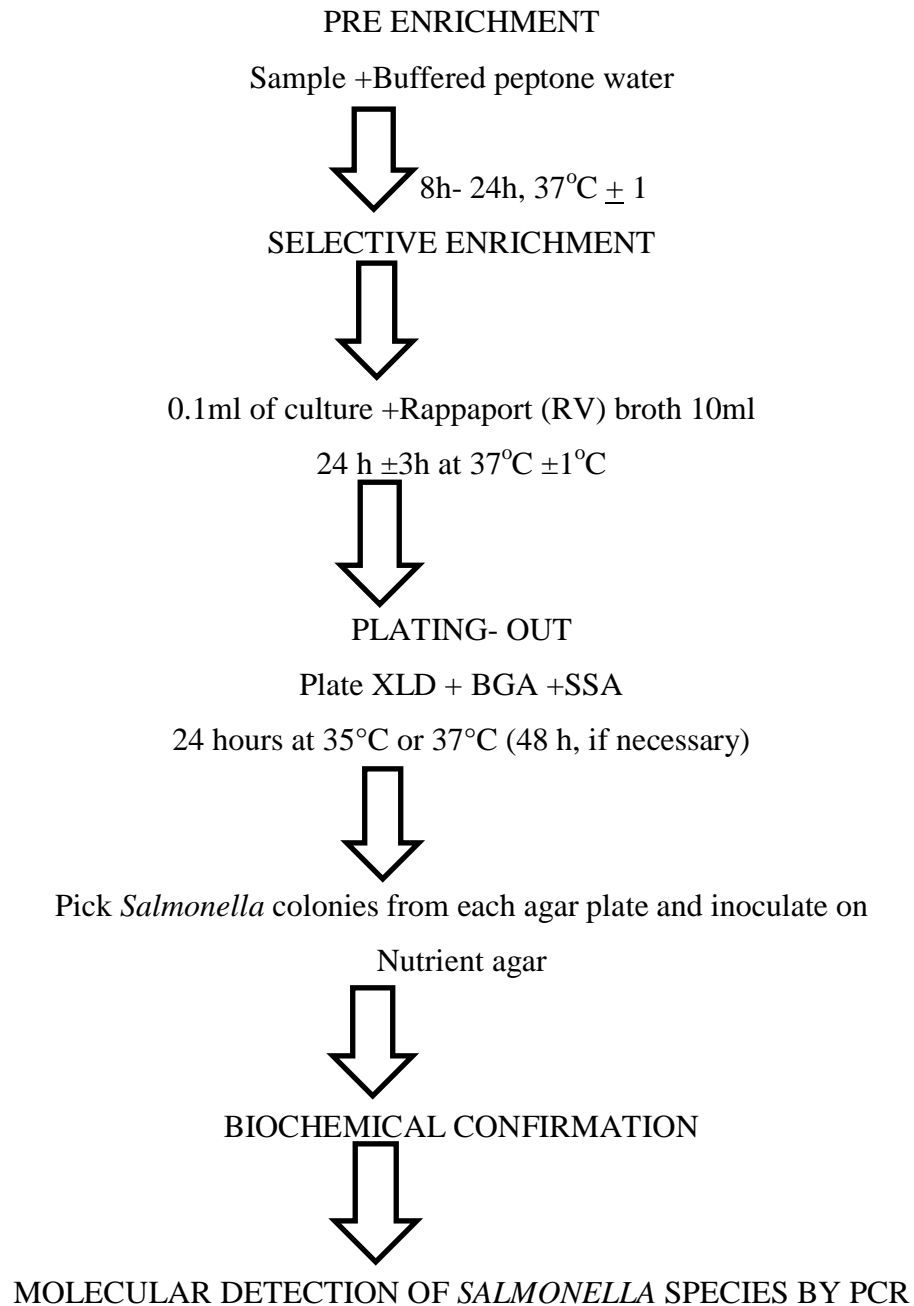 PRE ENRICHMENT
Sample +Buffered peptone water
8h- 24h, 37°C ± 1
SELECTIVE ENRICHMENT
0.1ml of culture +Rappaport (RV) broth 10ml
24 h ±3h at 37°C ±1°C
PLATING- OUT
Plate XLD + BGA +SSA
24 hours at 35°C or 37°C (48 h, if necessary)
Pick Salmonella colonies from each agar plate and inoculate on
Nutrient agar
BIOCHEMICAL CONFIRMATION
MOLECULAR DETECTION OF SALMONELLA SPECIES BY PCR